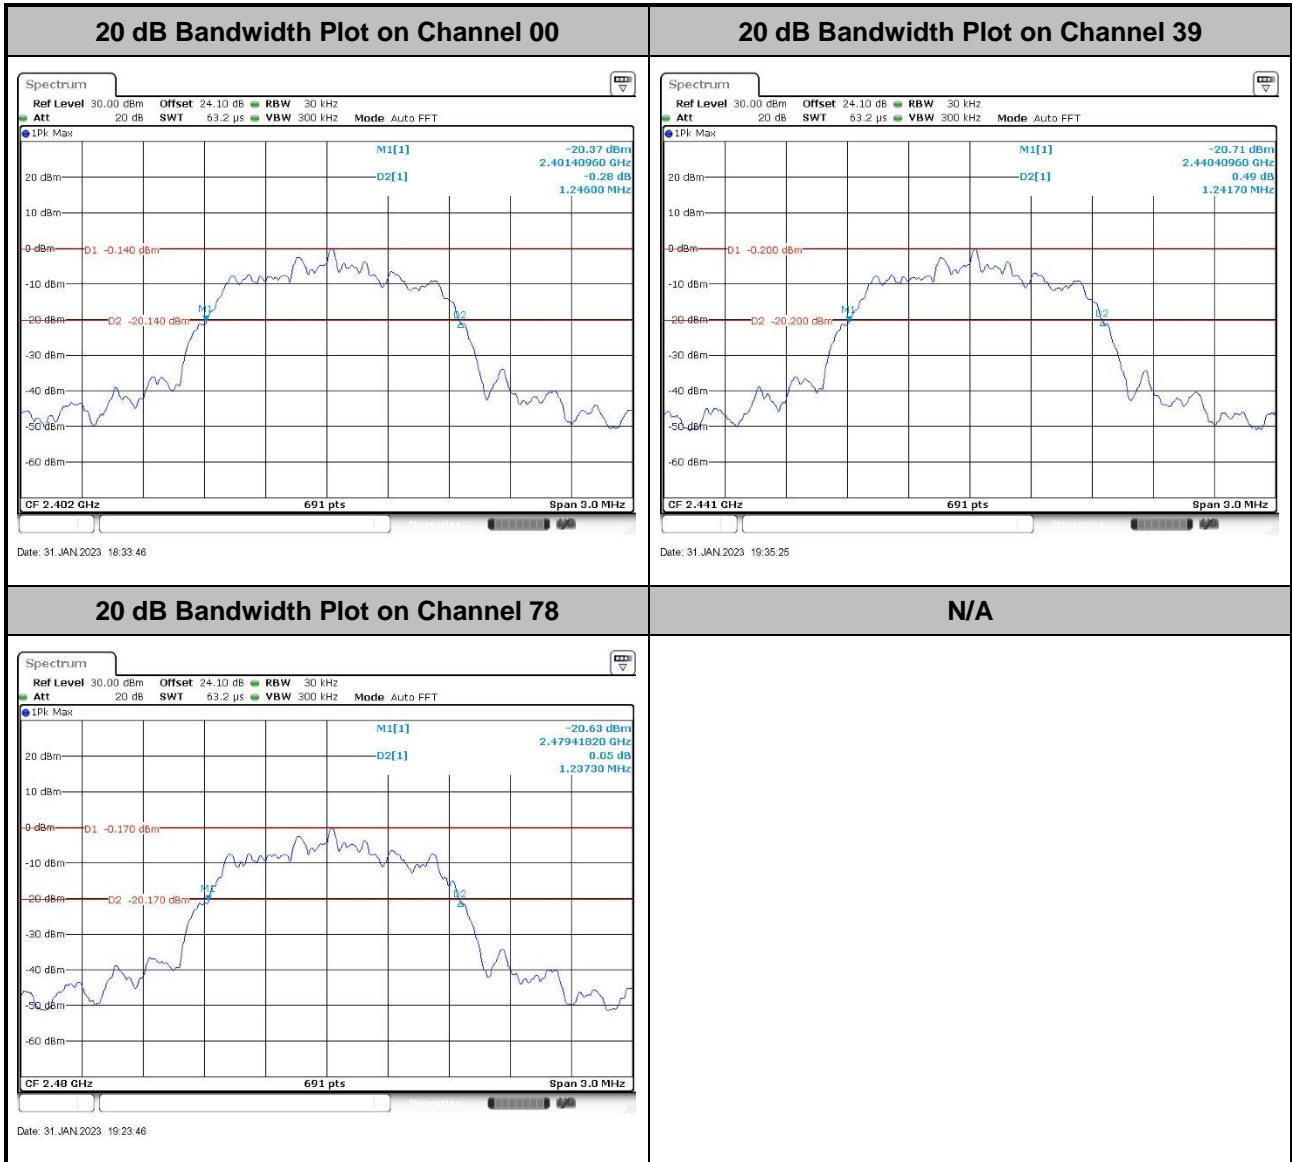 20 dB Bandwidth Plot on Channel 00
Spectrum
Ref Level 30.00 dBm Offset 24.10 dB RBW 30 kHz
Att 20 dB SWT 63.2 µs VBW 300 kHz Mode Auto FFT
1Pk Max
M1[1] -20.37 dBm
2.40140960 GHz
D2[1] -0.28 dB
1.24600 MHz
20 dBm
10 dBm
0 dBm
D1 -0.140 dBm
-10 dBm
M1
-20 dBm
D2 -20.140 dBm
D2
-30 dBm
-40 dBm
-50 dBm
-60 dBm
CF 2.402 GHz 691 pts Span 3.0 MHz
Date: 31.JAN.2023 18:33:46
20 dB Bandwidth Plot on Channel 39
Spectrum
Ref Level 30.00 dBm Offset 24.10 dB RBW 30 kHz
Att 20 dB SWT 63.2 µs VBW 300 kHz Mode Auto FFT
1Pk Max
M1[1] -20.71 dBm
2.44040960 GHz
D2[1] 0.49 dB
1.24170 MHz
20 dBm
10 dBm
0 dBm
D1 -0.200 dBm
-10 dBm
M1
-20 dBm
D2 -20.200 dBm
D2
-30 dBm
-40 dBm
-50 dBm
-60 dBm
CF 2.441 GHz 691 pts Span 3.0 MHz
Date: 31.JAN.2023 19:35:25
20 dB Bandwidth Plot on Channel 78
Spectrum
Ref Level 30.00 dBm Offset 24.10 dB RBW 30 kHz
Att 20 dB SWT 63.2 µs VBW 300 kHz Mode Auto FFT
1Pk Max
M1[1] -20.63 dBm
2.47941820 GHz
D2[1] 0.05 dB
1.23730 MHz
20 dBm
10 dBm
0 dBm
D1 -0.170 dBm
-10 dBm
M1
-20 dBm
D2 -20.170 dBm
D2
-30 dBm
-40 dBm
-50 dBm
-60 dBm
CF 2.48 GHz 691 pts Span 3.0 MHz
Date: 31.JAN.2023 19:23:46
N/A